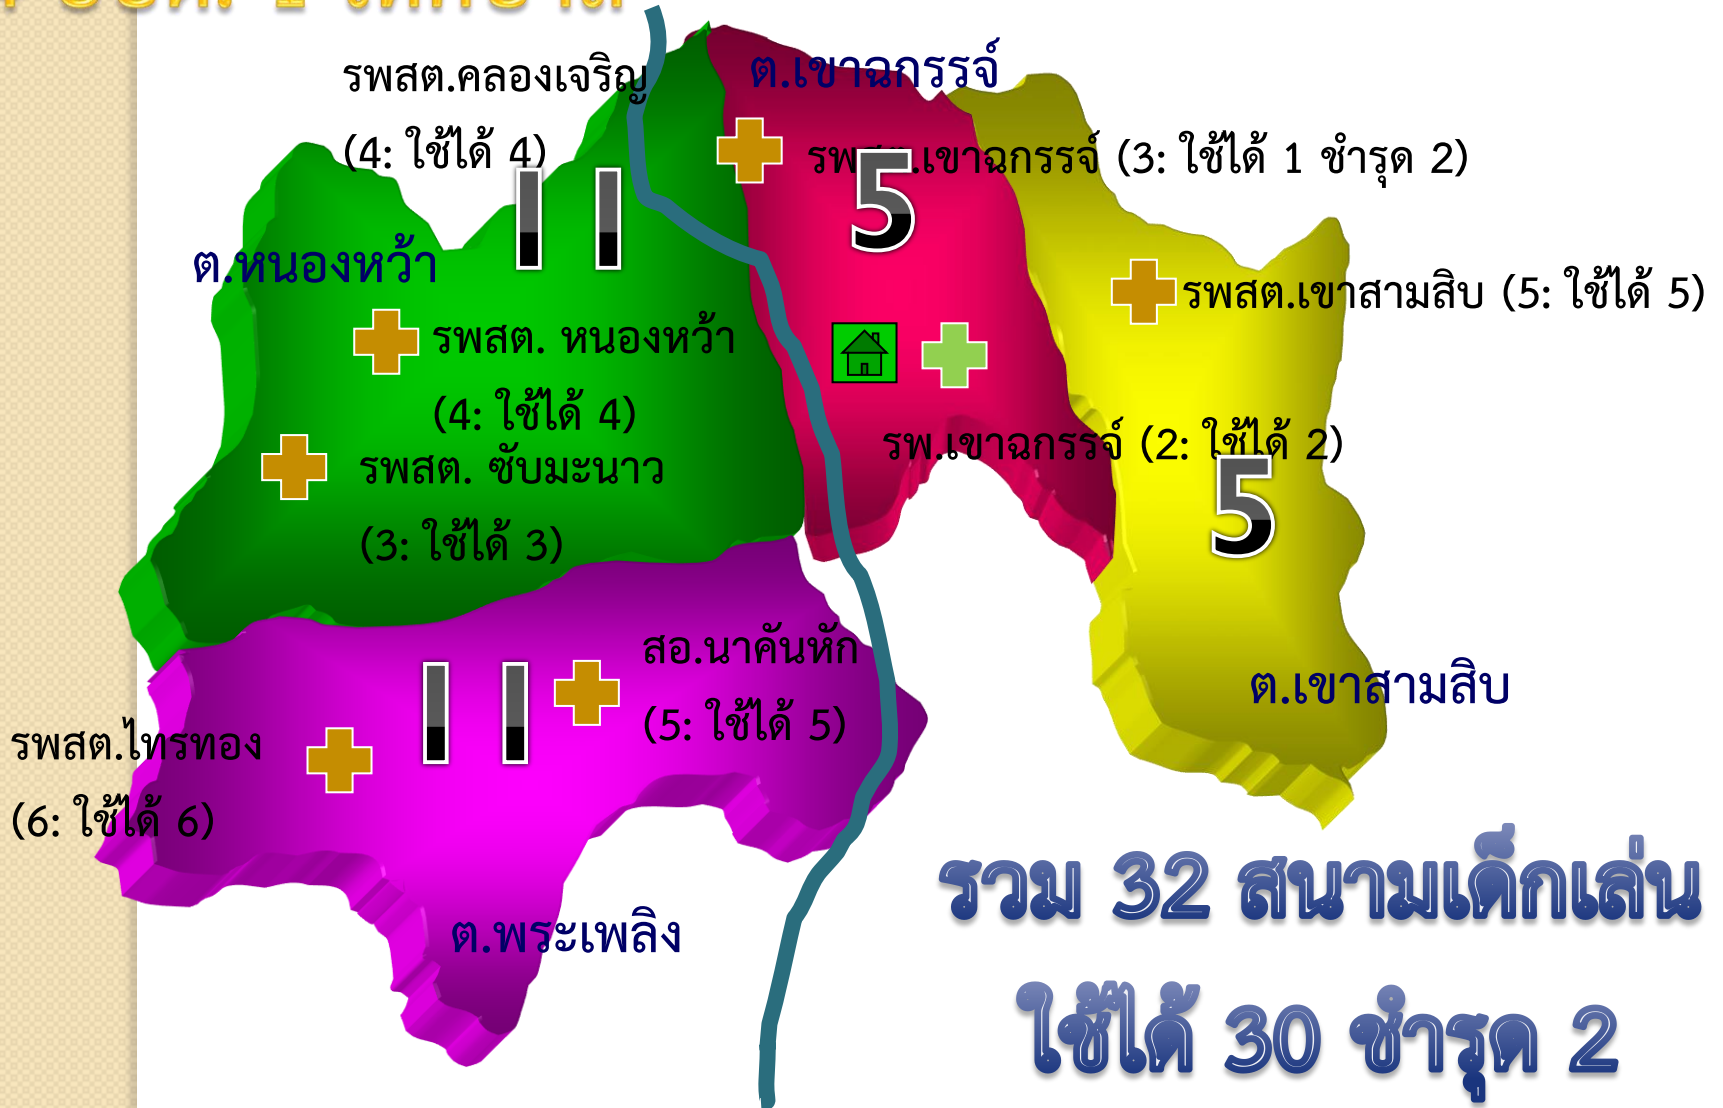 รพสต.คลองเจริญ
(4: ใช้ได้ 4)
ต.เขาฉกรรจ์
รพสต.เขาฉกรรจ์ (3: ใช้ได้ 1 ชำรุด 2)
11
5
ต.หนองหว้า
รพสต.เขาสามสิบ (5: ใช้ได้ 5)
รพสต. หนองหว้า
(4: ใช้ได้ 4)
รพ.เขาฉกรรจ์ (2: ใช้ได้ 2)
รพสต. ซับมะนาว
(3: ใช้ได้ 3)
5
สอ.นาคันหัก
(5: ใช้ได้ 5)
11
ต.เขาสามสิบ
รพสต.ไทรทอง
(6: ใช้ได้ 6)
ต.พระเพลิง
รวม 32 สนามเด็กเล่น
ใช้ได้ 30 ชำรุด 2